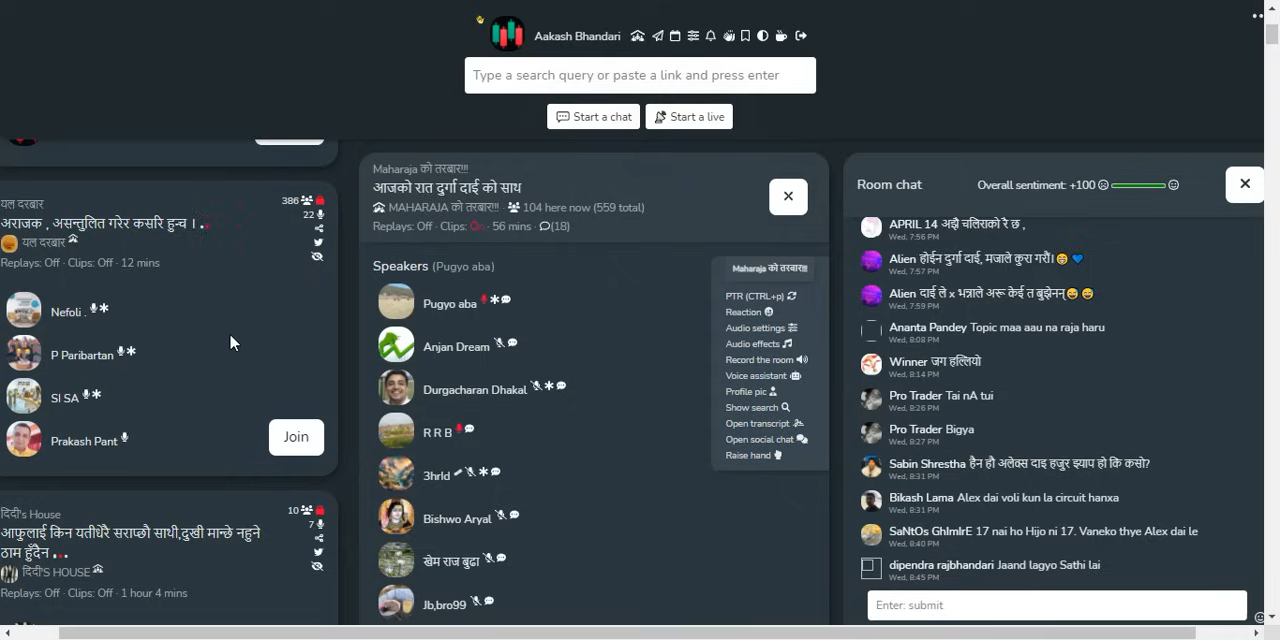 Aakash Bhandari
Type a search query or paste a link and press enter
Start a chat
Start a live
यल दरबार
386
22
अराजक , असन्तुलित गरेर कसरि हुन्च ।
यल दरबार
Replays: Off · Clips: Off · 12 mins
Nefoli .
P Paribartan
SI SA
Prakash Pant
Join
दिदी's House
10
7
आफुलाई किन यतीधेरै सराप्छौ साथी,दुखी मान्छे नहुने
ठाम हुँदैन
दिदी'S HOUSE
Replays: Off · Clips: Off · 1 hour 4 mins
Maharaja को तरबार!!!
आजको रात दुर्गा दाई को साथ
MAHARAJA को तरबार!!! · 104 here now (559 total)
Replays: Off · Clips: On · 56 mins · (18)
Speakers (Pugyo aba)
Pugyo aba
Anjan Dream
Durgacharan Dhakal
R R B
3hrld
Bishwo Aryal
खेम राज बुढा
Jb,bro99
Maharaja को तरबार!!!
PTR (CTRL+p)
Reaction
Audio settings
Audio effects
Record the room
Voice assistant
Profile pic
Show search
Open transcript
Open social chat
Raise hand
Room chat
Overall sentiment: +100
APRIL 14 अझै चलिराको रै छ ,
Wed, 7:56 PM
Alien होईन दुर्गा दाई, मजाले कुरा गरौं।😁💙
Wed, 7:57 PM
Alien दाई ले x भन्नाले अरू केई त बुझेनन्😅😅
Wed, 7:59 PM
Ananta Pandey Topic maa aau na raja haru
Wed, 8:08 PM
Winner जग हल्लियो
Wed, 8:14 PM
Pro Trader Tai nA tui
Wed, 8:26 PM
Pro Trader Bigya
Wed, 8:27 PM
Sabin Shrestha हैन हौ अलेक्स दाइ हजुर इयाप हो कि कसो?
Wed, 8:31 PM
Bikash Lama Alex dai voli kun la circuit hanxa
Wed, 8:31 PM
SaNtOs GhImIrE 17 nai ho Hijo ni 17. Vaneko thye Alex dai le
Wed, 8:40 PM
dipendra rajbhandari Jaand lagyo Sathi lai
Wed, 8:45 PM
Enter: submit